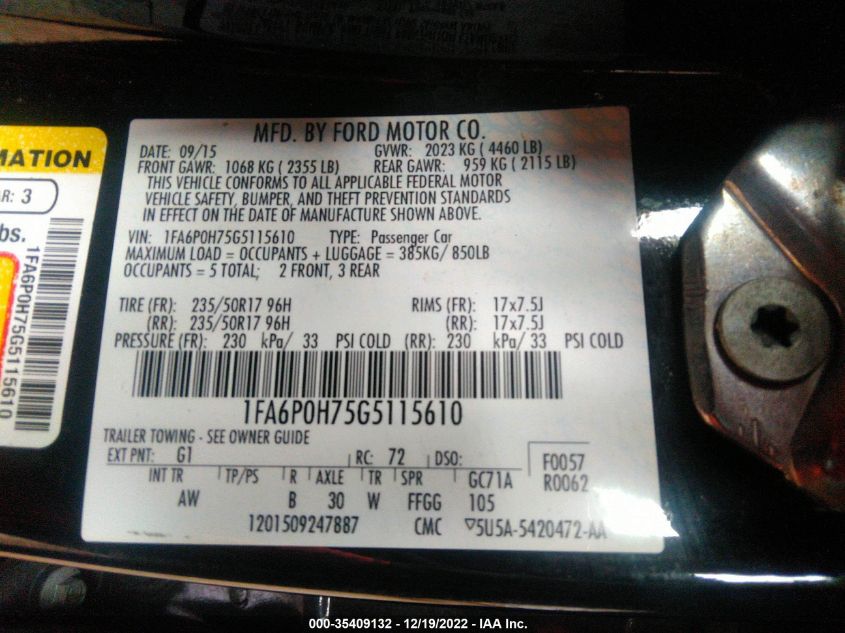 MATION
AR: 3
bs.
1FA6P0H75G5115610
MFD. BY FORD MOTOR CO.
DATE: 09/15 GVWR: 2023 KG ( 4460 LB)
FRONT GAWR: 1068 KG ( 2355 LB) REAR GAWR: 959 KG ( 2115 LB)
THIS VEHICLE CONFORMS TO ALL APPLICABLE FEDERAL MOTOR
VEHICLE SAFETY, BUMPER, AND THEFT PREVENTION STANDARDS
IN EFFECT ON THE DATE OF MANUFACTURE SHOWN ABOVE.
VIN: 1FA6P0H75G5115610 TYPE: Passenger Car
MAXIMUM LOAD = OCCUPANTS + LUGGAGE = 385KG/ 850LB
OCCUPANTS = 5 TOTAL; 2 FRONT, 3 REAR
TIRE (FR): 235/50R17 96H RIMS (FR): 17x7.5J
(RR): 235/50R17 96H (RR): 17x7.5J
PRESSURE (FR): 230 kPa/ 33 PSI COLD (RR): 230 kPa/ 33 PSI COLD
1FA6P0H75G5115610
TRAILER TOWING - SEE OWNER GUIDE
EXT PNT: G1 RC: 72 DSO: F0057
INT TR TP/PS R AXLE TR SPR GC71A R0062
AW B 30 W FFGG 105
1201509247887 CMC ▽5U5A-5420472-AA
000-35409132 - 12/19/2022 - IAA Inc.